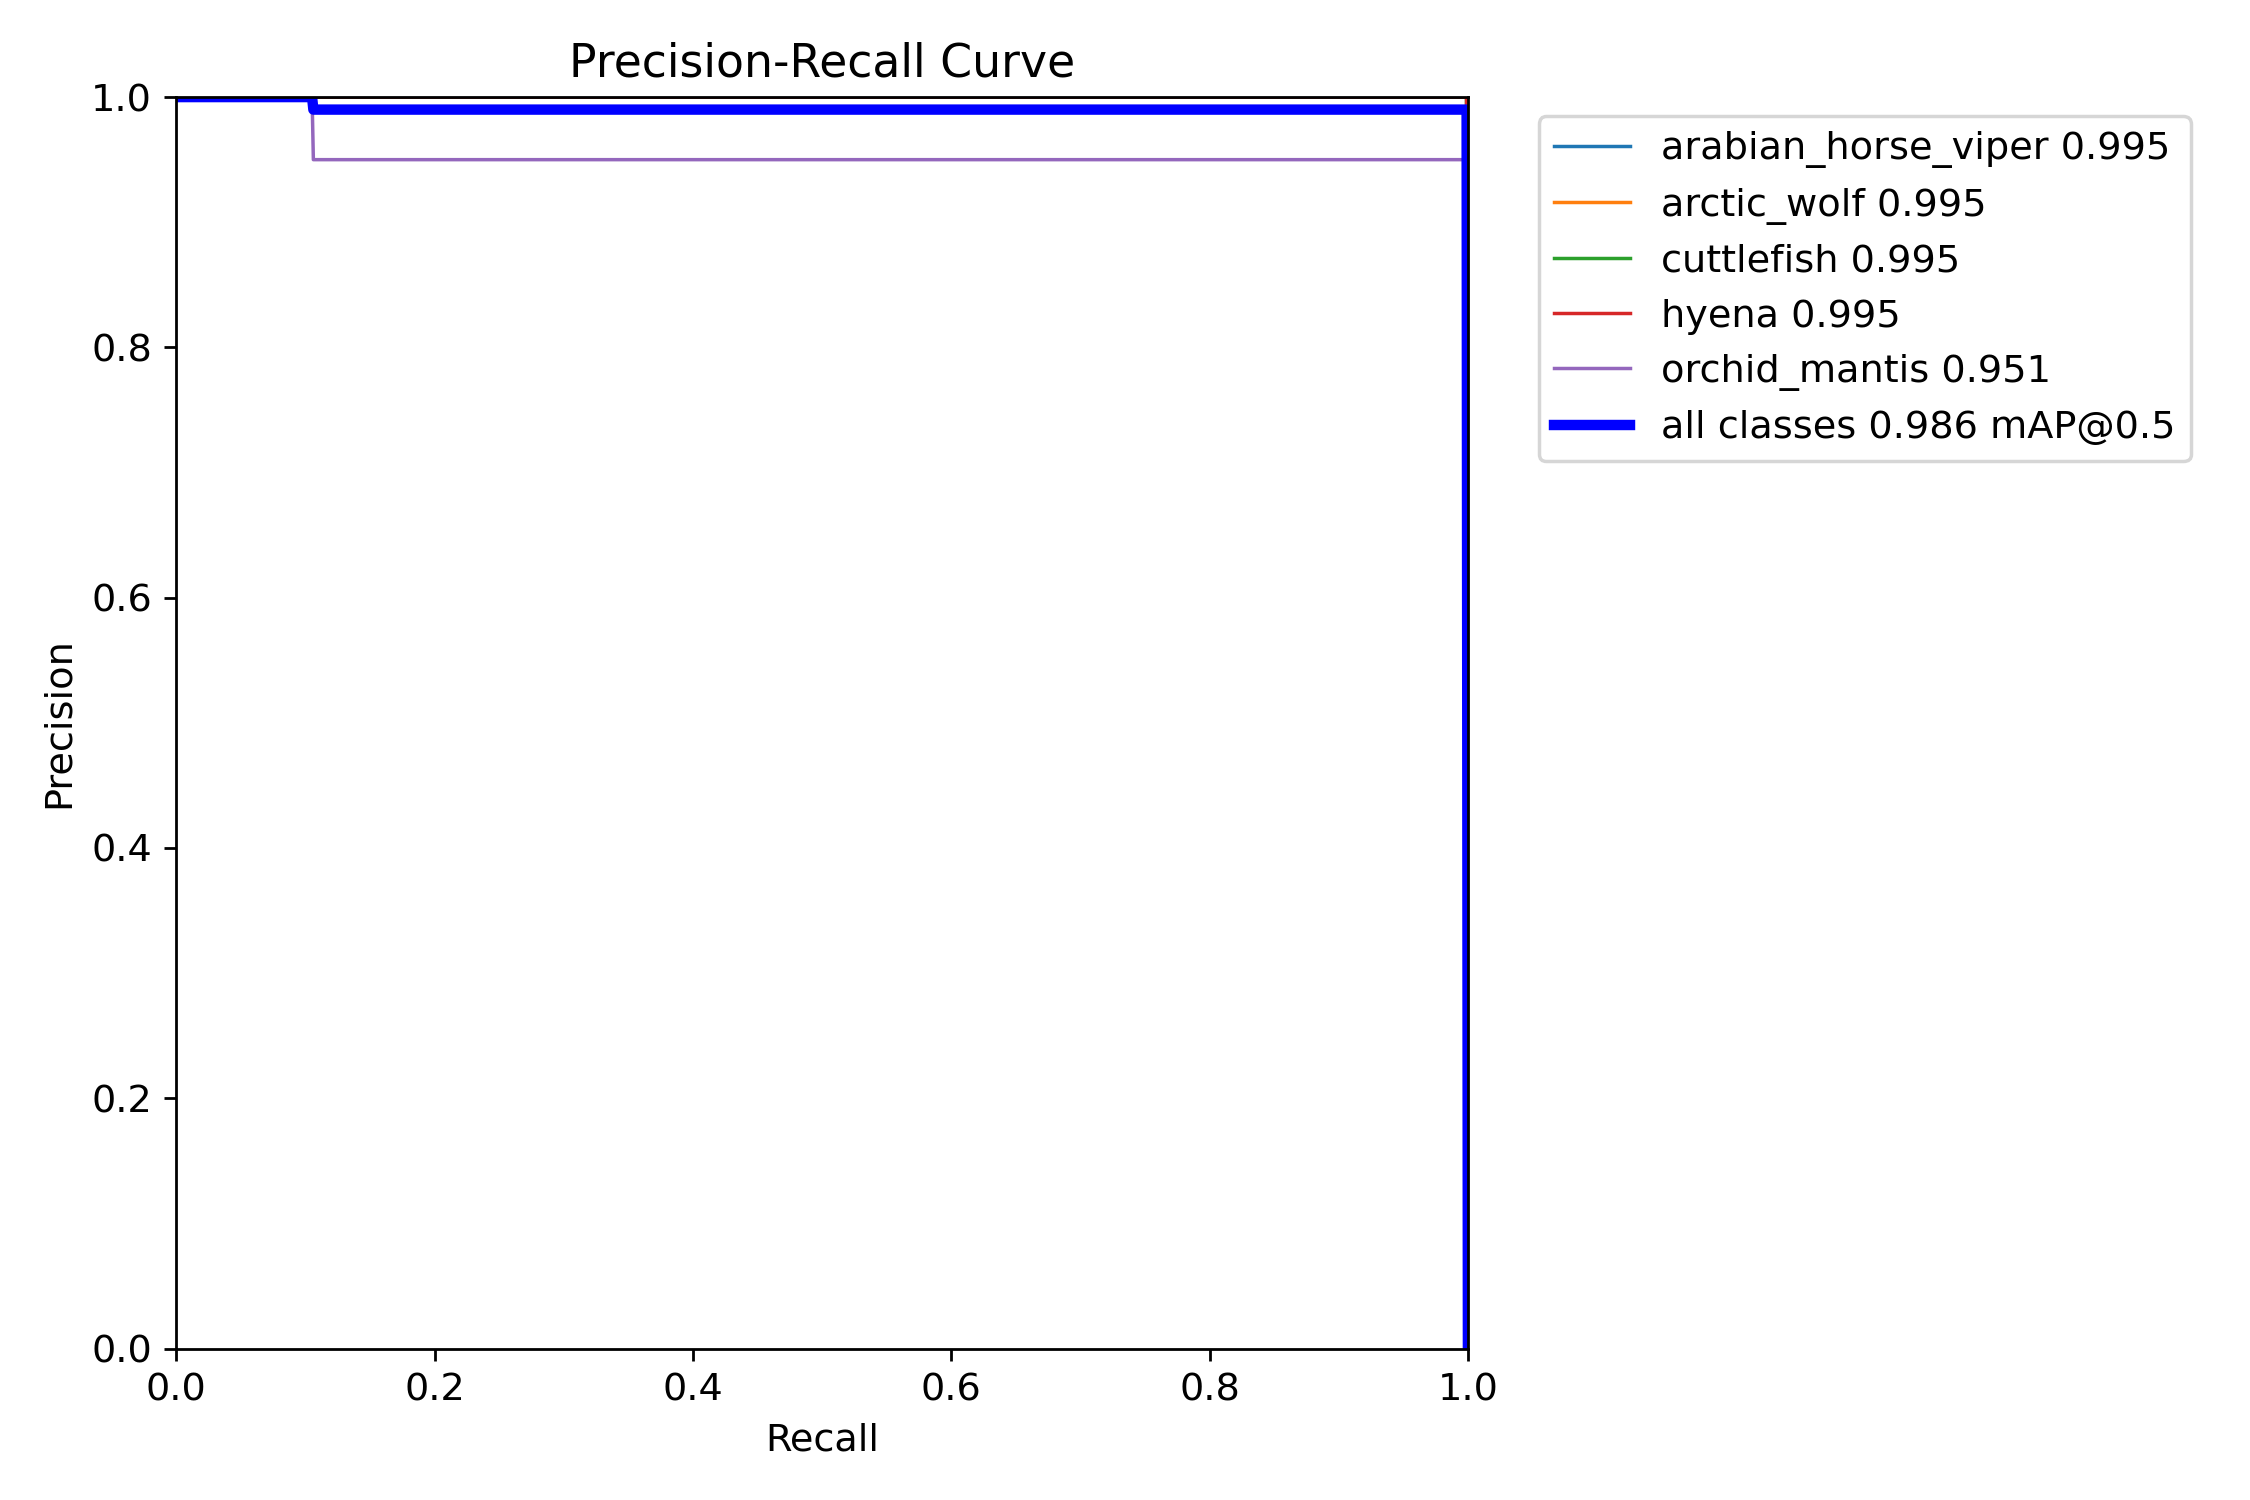 Precision-Recall Curve
1.0
0.8
0.6
0.4
0.2
0.0
Precision
0.0 0.2 0.4 0.6 0.8 1.0
Recall
arabian_horse_viper 0.995
arctic_wolf 0.995
cuttlefish 0.995
hyena 0.995
orchid_mantis 0.951
all classes 0.986 mAP@0.5